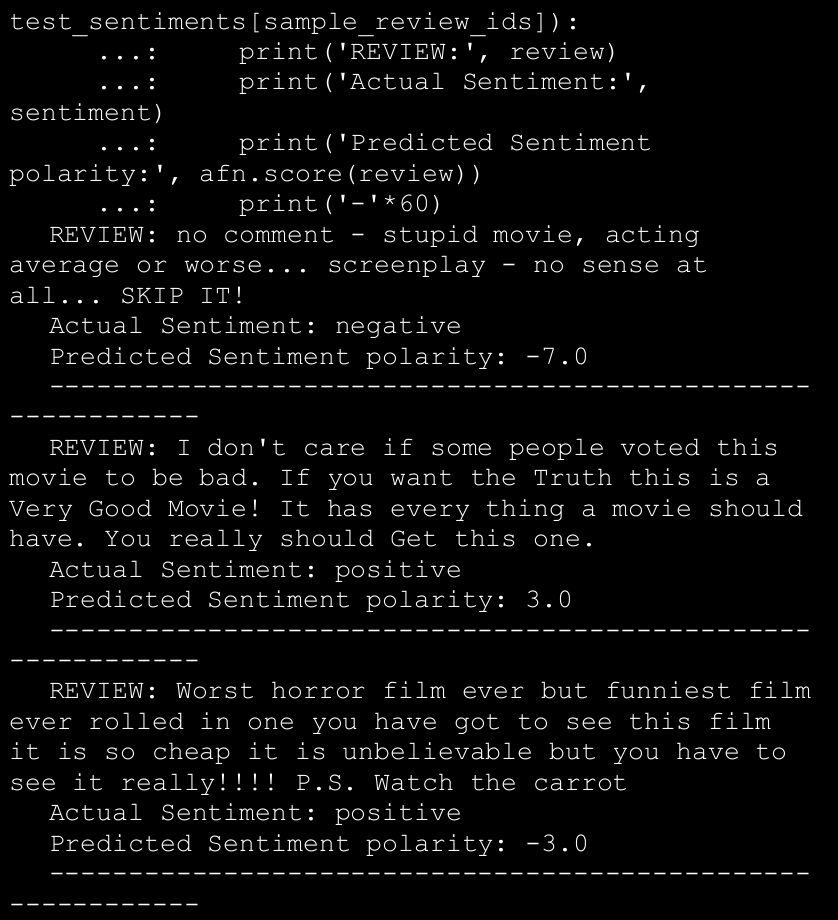 test_sentiments[sample_review_ids]):
...:     print('REVIEW:', review)
...:     print('Actual Sentiment:',
sentiment)
...:     print('Predicted Sentiment
polarity:', afn.score(review))
...:     print('-'*60)
REVIEW: no comment - stupid movie, acting
average or worse... screenplay - no sense at
all... SKIP IT!
Actual Sentiment: negative
Predicted Sentiment polarity: -7.0
------------------------------------------------
------------
REVIEW: I don't care if some people voted this
movie to be bad. If you want the Truth this is a
Very Good Movie! It has every thing a movie should
have. You really should Get this one.
Actual Sentiment: positive
Predicted Sentiment polarity: 3.0
------------------------------------------------
------------
REVIEW: Worst horror film ever but funniest film
ever rolled in one you have got to see this film
it is so cheap it is unbelievable but you have to
see it really!!!! P.S. Watch the carrot
Actual Sentiment: positive
Predicted Sentiment polarity: -3.0
------------------------------------------------
------------